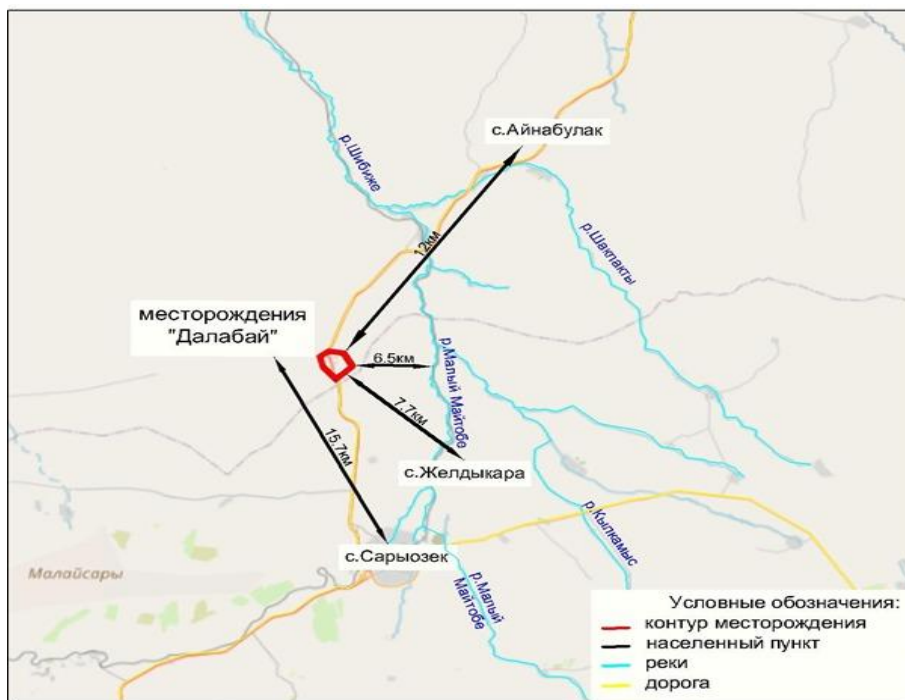 с.Айнабулак
р.Шибиже
12км
р.Шакпакты
месторождения
"Далабай"
6.5км
р.Малый Майтобе
7.7км
15.7км
с.Желдыкара
р.Кылкамыс
с.Сарыозек
Малайсары
р.Малый
Майтобе
Условные обозначения:
контур месторождения
населенный пункт
реки
дорога